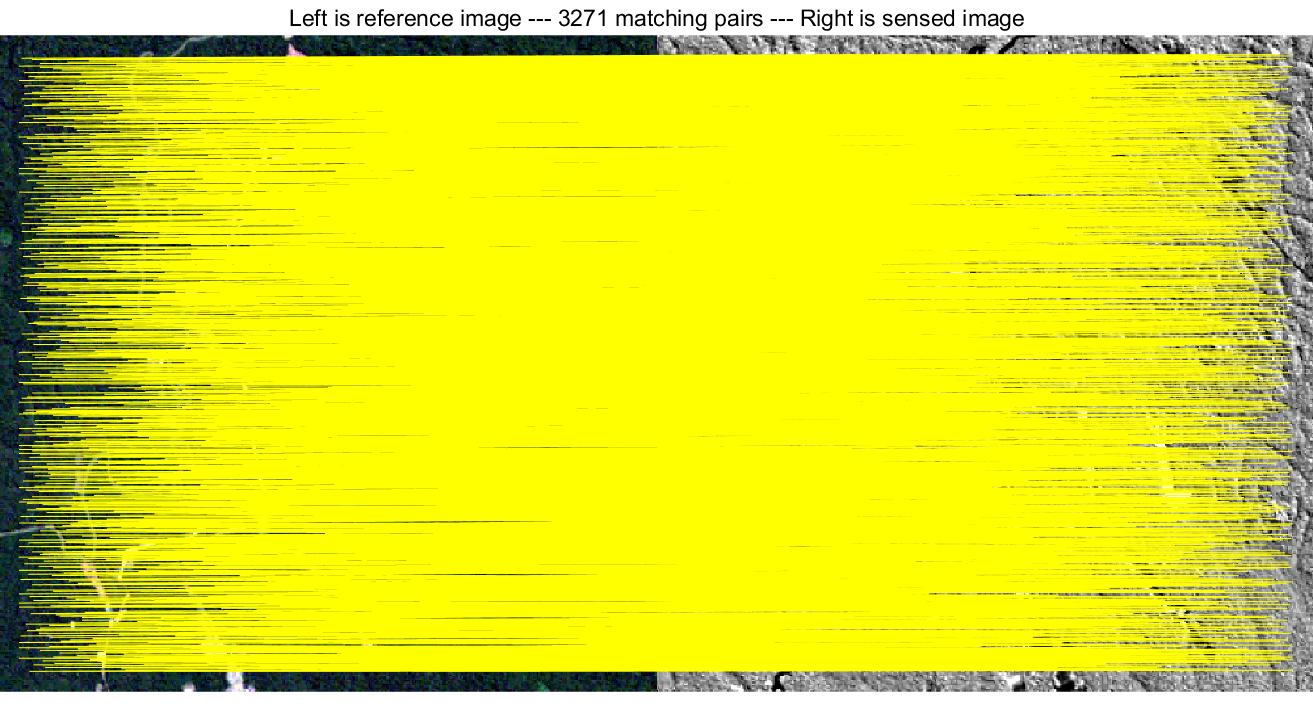 Left is reference image --- 3271 matching pairs --- Right is sensed image